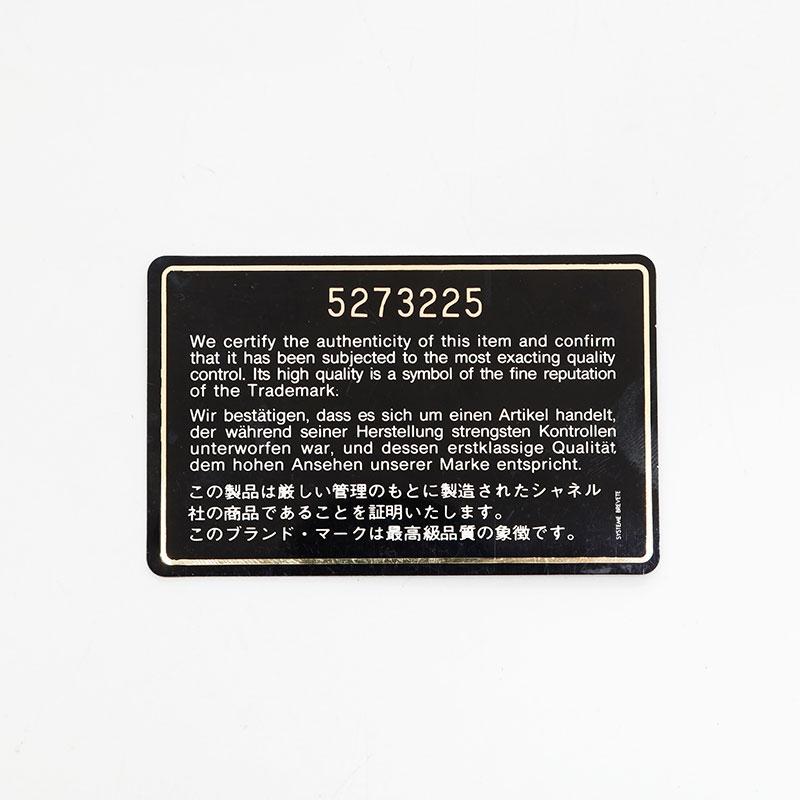 5273225
We certify the authenticity of this item and confirm
that it has been subjected to the most exacting quality
control. Its high quality is a symbol of the fine reputation
of the Trademark.
Wir bestätigen, dass es sich um einen Artikel handelt,
der während seiner Herstellung strengsten Kontrollen
unterworfen war, und dessen erstklassige Qualität
dem hohen Ansehen unserer Marke entspricht.
この製品は厳しい管理のもとに製造されたシャネル
社の商品であることを証明いたします。
このブランド・マークは最高級品質の象徴です。
SYSTEME BREVETE